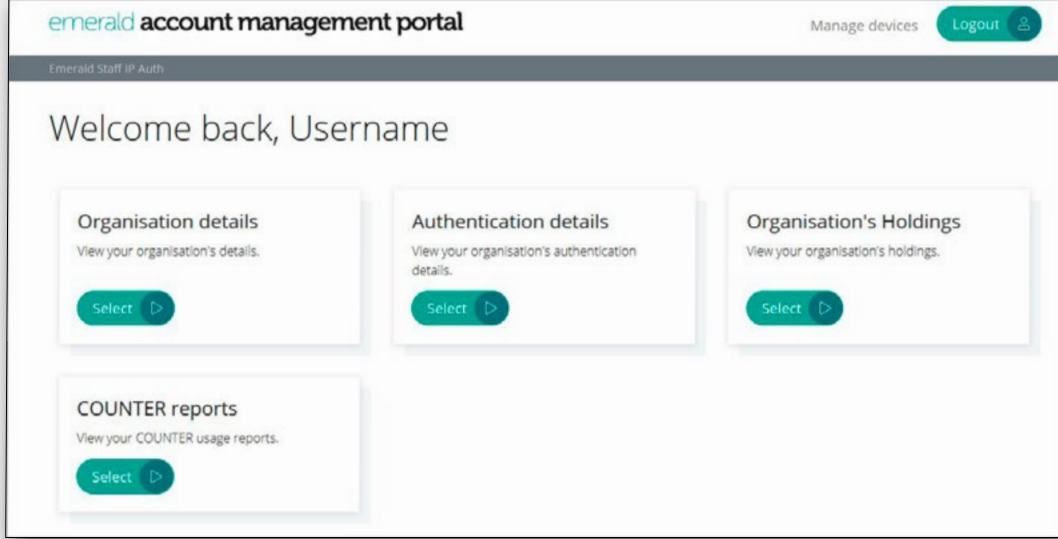 emerald account management portal
Manage devices
Logout
Emerald Staff IP Auth
Welcome back, Username
Organisation details
View your organisation's details.
Select
Authentication details
View your organisation's authentication
details.
Select
Organisation's Holdings
View your organisation's holdings.
Select
COUNTER reports
View your COUNTER usage reports.
Select